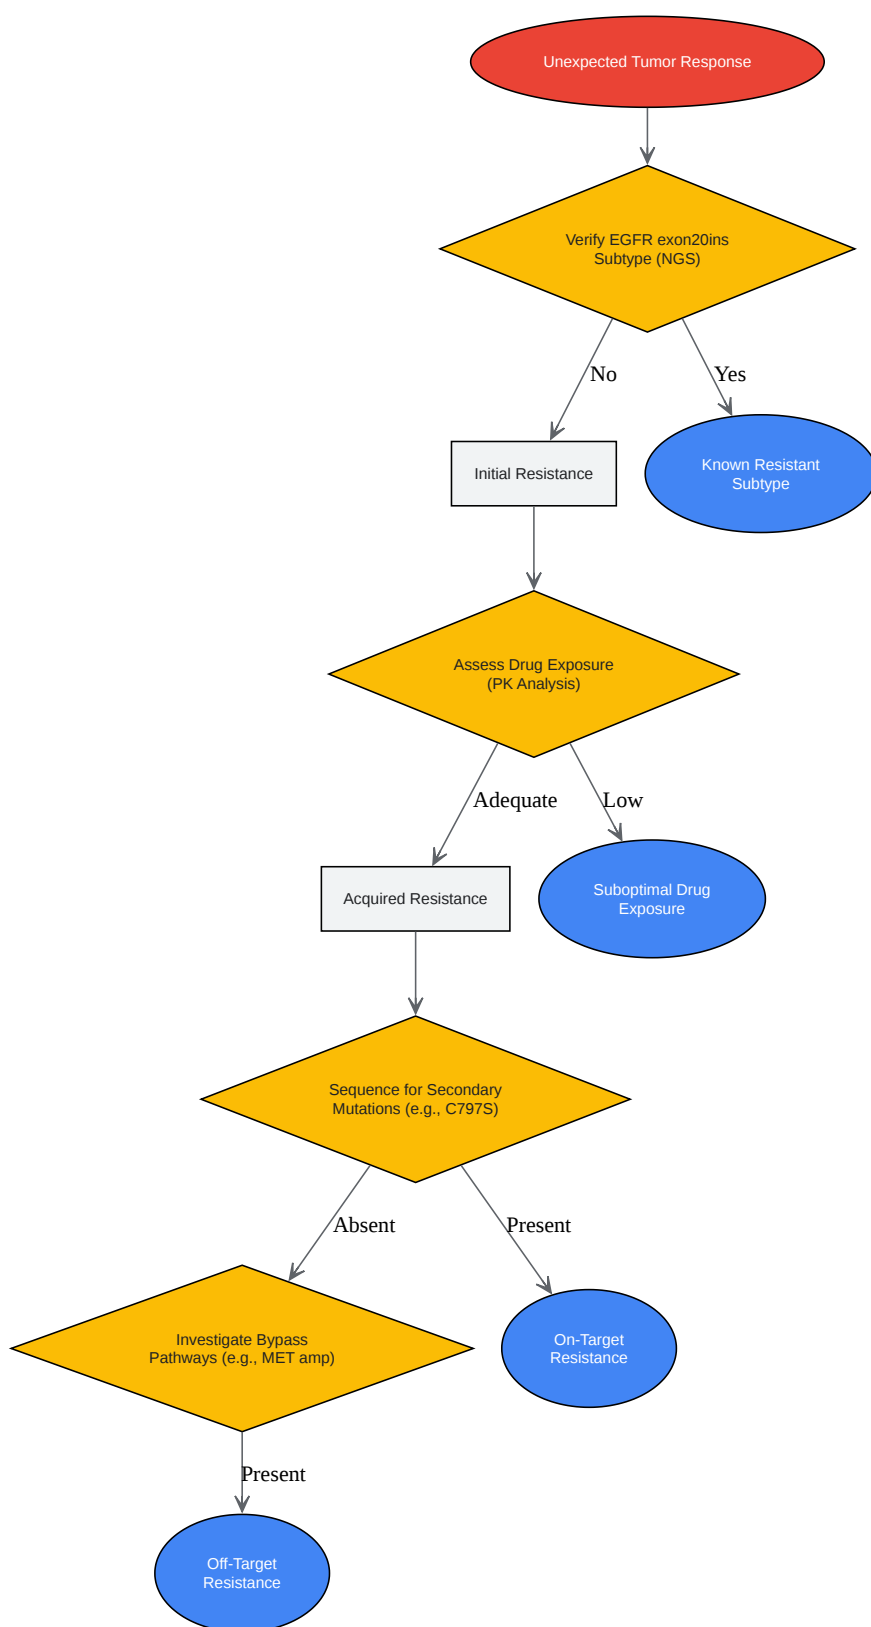 Unexpected Tumor Response
Verify EGFR exon20ins
Subtype (NGS)
No
Yes
Initial Resistance
Known Resistant
Subtype
Assess Drug Exposure
(PK Analysis)
Adequate
Low
Acquired Resistance
Suboptimal Drug
Exposure
Sequence for Secondary
Mutations (e.g., C797S)
Absent
Present
Investigate Bypass
Pathways (e.g., MET amp)
On-Target
Resistance
Present
Off-Target
Resistance